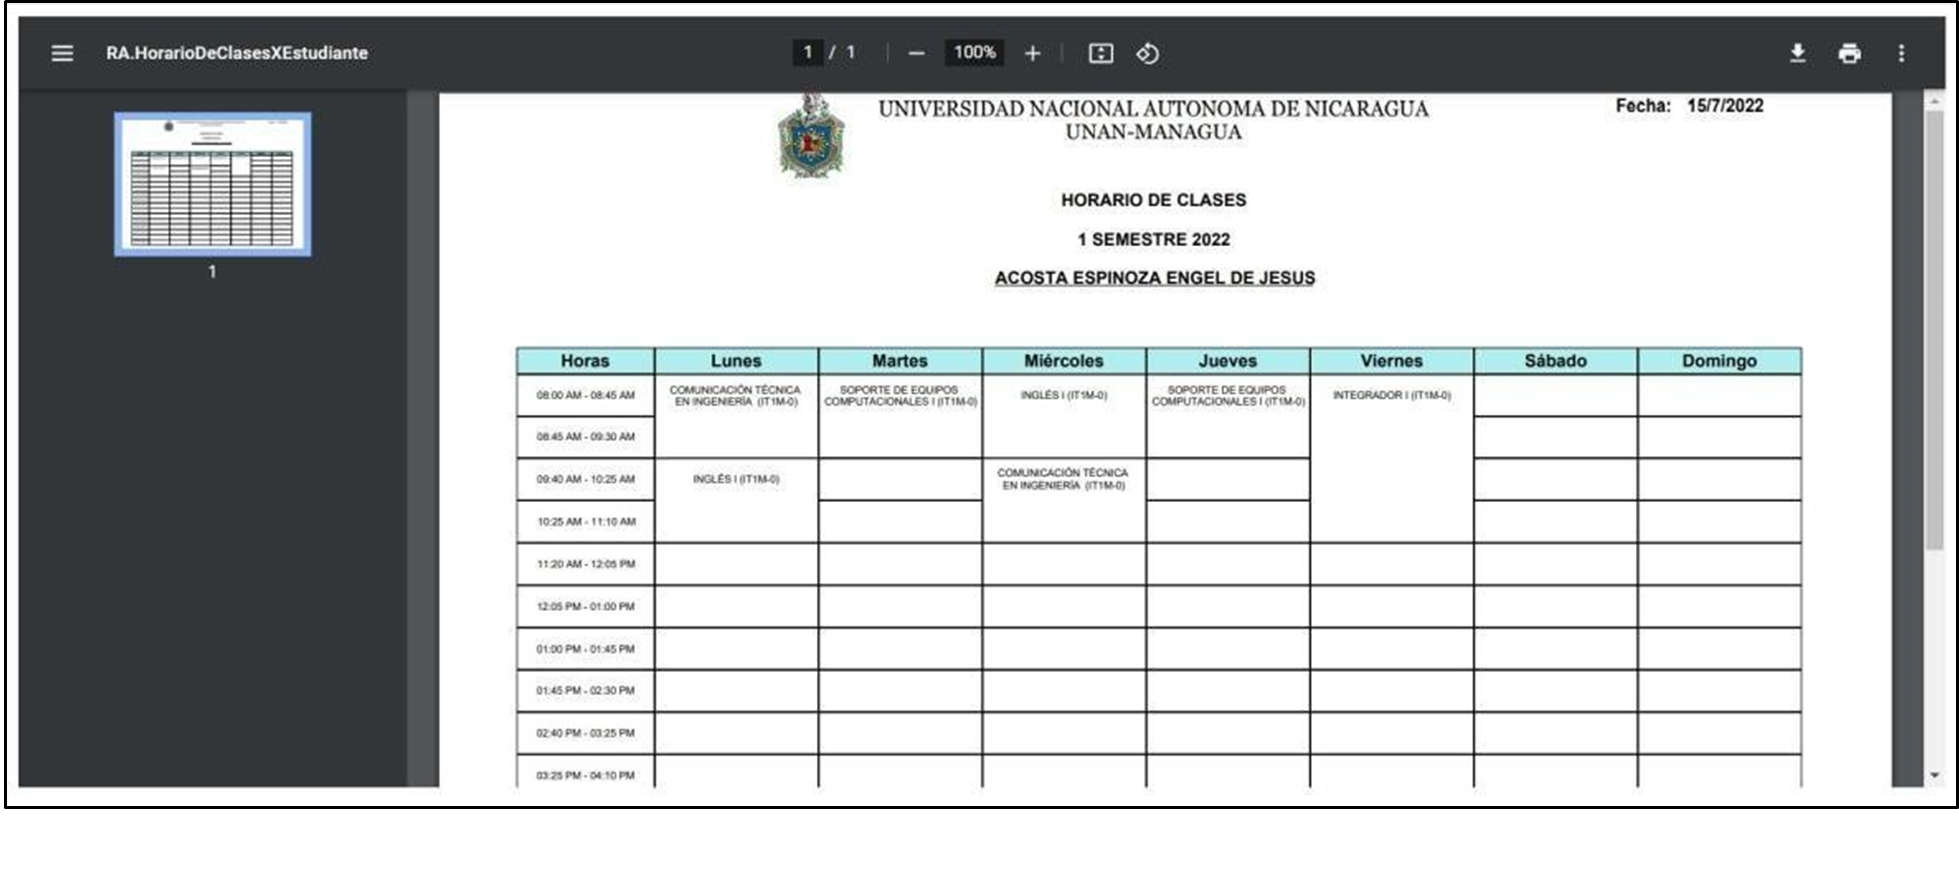 RA.HorarioDeClasesXEstudiante
1 / 1
100%
1
UNIVERSIDAD NACIONAL AUTONOMA DE NICARAGUA
UNAN-MANAGUA
Fecha: 15/7/2022
HORARIO DE CLASES
1 SEMESTRE 2022
ACOSTA ESPINOZA ENGEL DE JESUS
Horas Lunes Martes Miércoles Jueves Viernes Sábado Domingo
08:00 AM - 08:45 AM
COMUNICACIÓN TÉCNICA
EN INGENIERÍA (IT1M-0)
SOPORTE DE EQUIPOS
COMPUTACIONALES I (IT1M-0)
INGLÉS I (IT1M-0)
SOPORTE DE EQUIPOS
COMPUTACIONALES I (IT1M-0)
INTEGRADOR I (IT1M-0)
08:45 AM - 09:30 AM
09:40 AM - 10:25 AM
INGLÉS I (IT1M-0)
COMUNICACIÓN TÉCNICA
EN INGENIERÍA (IT1M-0)
10:25 AM - 11:10 AM
11:20 AM - 12:05 PM
12:05 PM - 01:00 PM
01:00 PM - 01:45 PM
01:45 PM - 02:30 PM
02:40 PM - 03:25 PM
03:25 PM - 04:10 PM